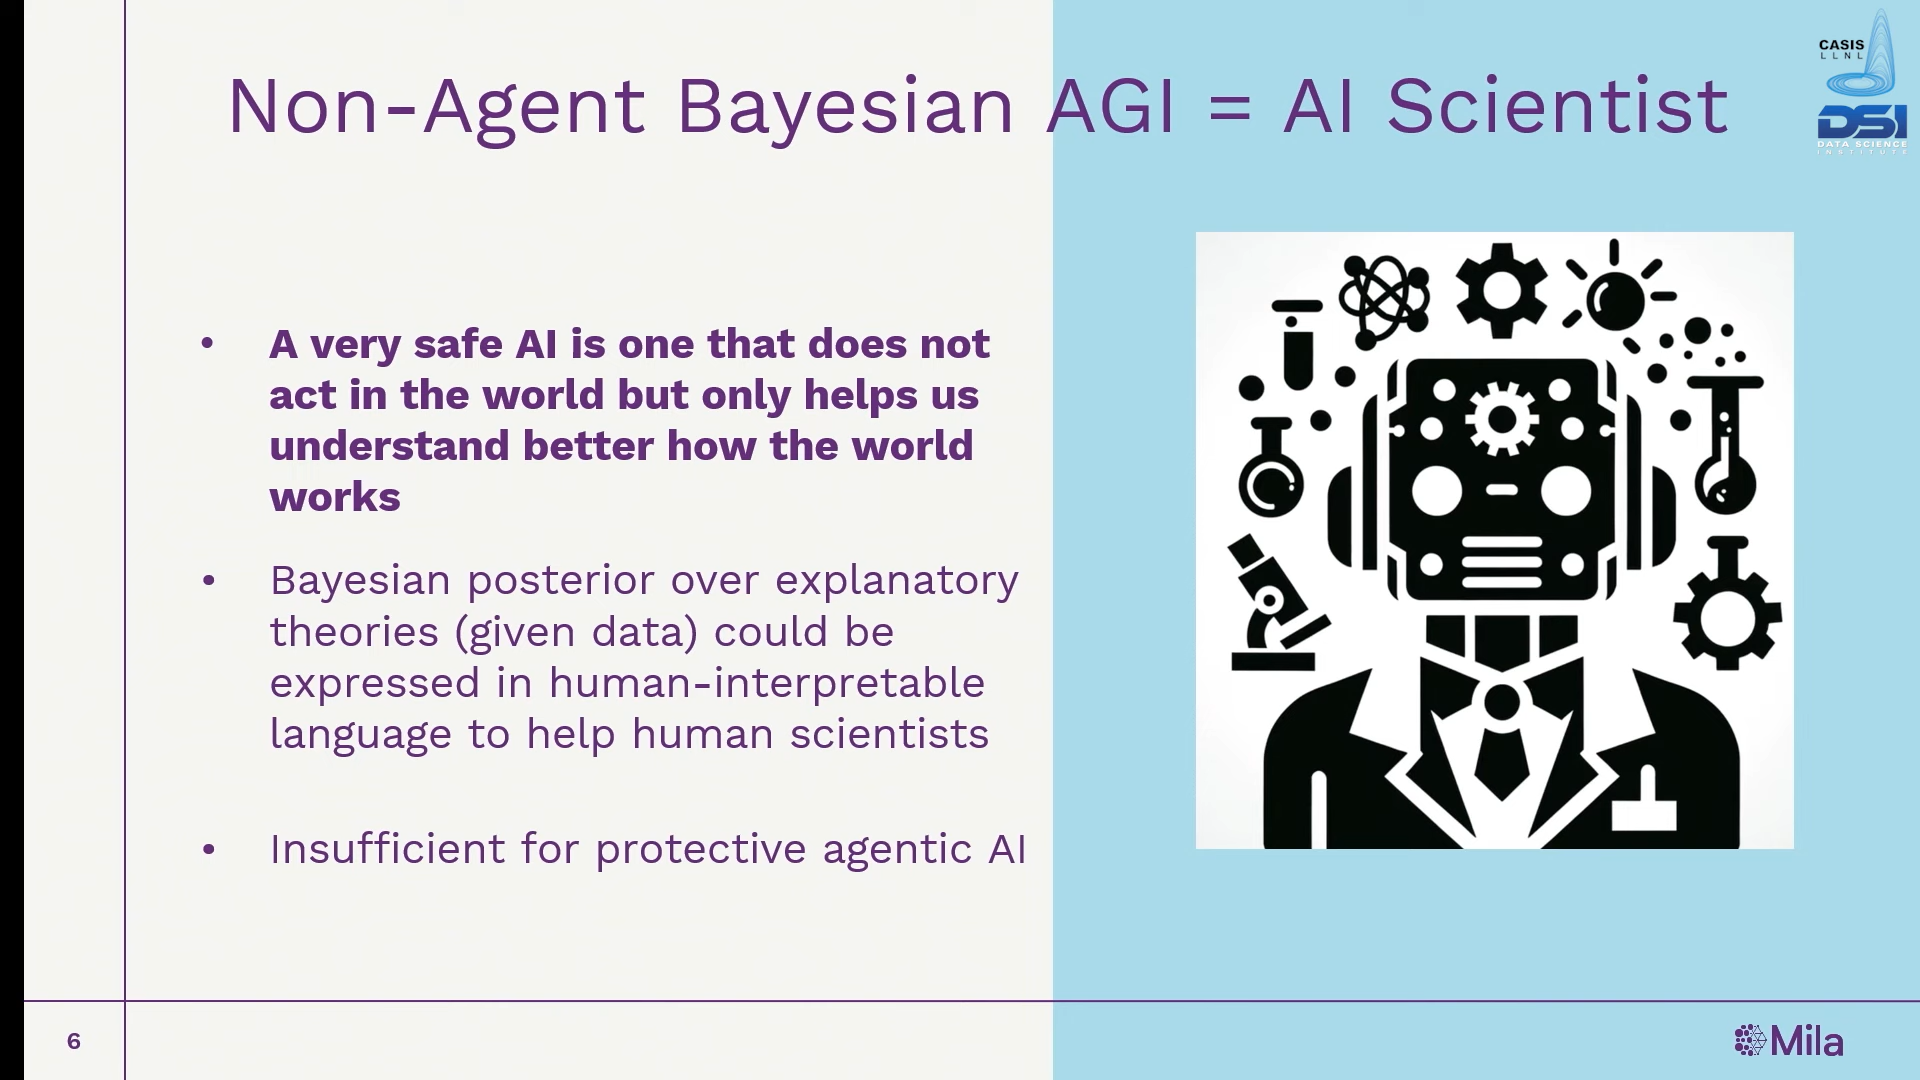 Non-Agent Bayesian AGI = AI Scientist
CASIS
LLNL
DSI
DATA SCIENCE
INSTITUTE
• A very safe AI is one that does not
act in the world but only helps us
understand better how the world
works
• Bayesian posterior over explanatory
theories (given data) could be
expressed in human-interpretable
language to help human scientists
• Insufficient for protective agentic AI
6
Mila